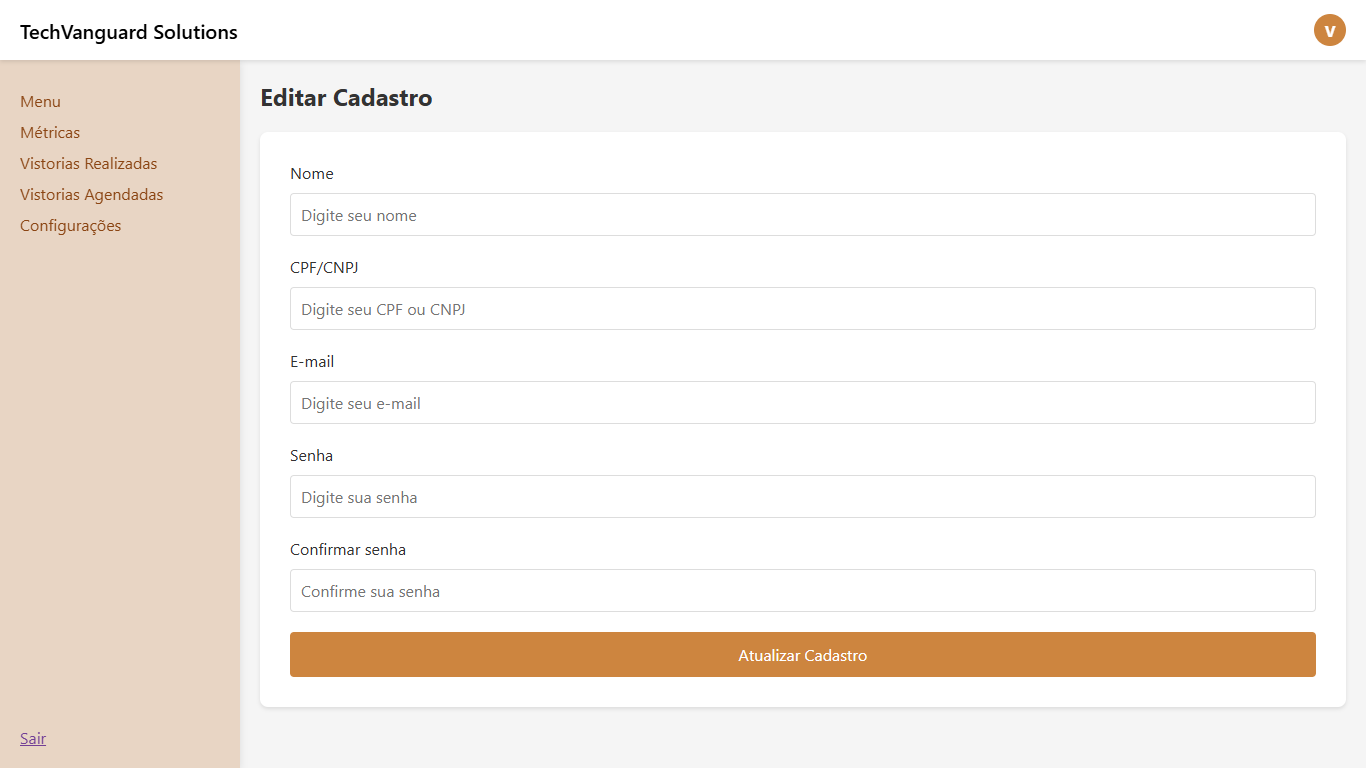 TechVanguard Solutions
V
Menu
Métricas
Vistorias Realizadas
Vistorias Agendadas
Configurações
Sair
Editar Cadastro
Nome
Digite seu nome
CPF/CNPJ
Digite seu CPF ou CNPJ
E-mail
Digite seu e-mail
Senha
Digite sua senha
Confirmar senha
Confirme sua senha
Atualizar Cadastro